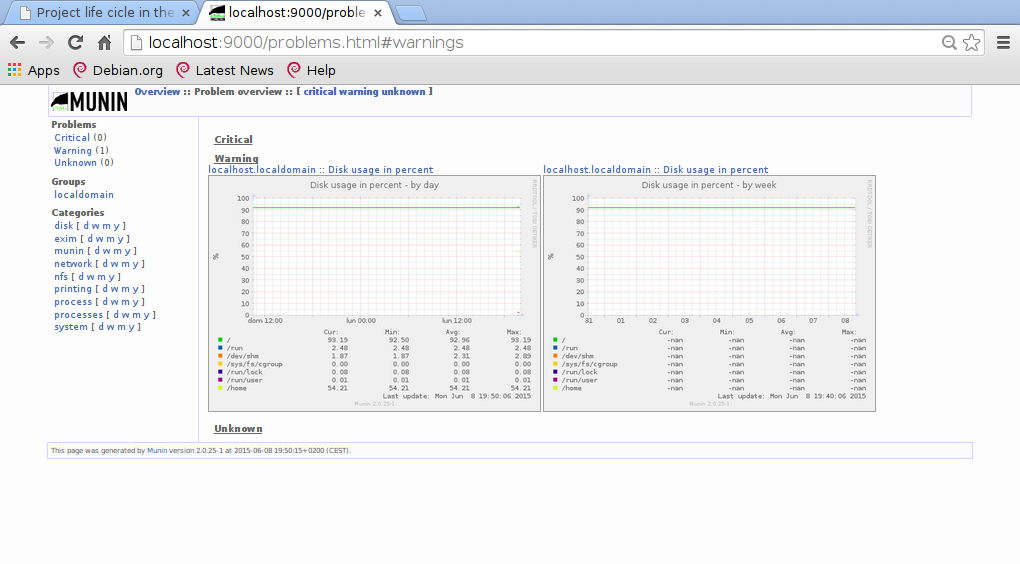 Project life cicle in the
localhost:9000/proble
localhost:9000/problems.html#warnings
Apps Debian.org Latest News Help
MUNIN
Overview :: Problem overview :: [ critical warning unknown ]
Problems
Critical (0)
Warning (1)
Unknown (0)
Groups
localdomain
Categories
disk [ d w m y ]
exim [ d w m y ]
munin [ d w m y ]
network [ d w m y ]
nfs [ d w m y ]
printing [ d w m y ]
process [ d w m y ]
processes [ d w m y ]
system [ d w m y ]
Critical
Warning
localhost.localdomain :: Disk usage in percent
Disk usage in percent - by day
RRDTOOL / TOBI OETIKER
100
90
80
70
60
50
40
30
20
10
0
%
dom 12:00 lun 00:00 lun 12:00
Cur: Min: Avg: Max:
/ 93.19 92.50 92.96 93.19
/run 2.48 2.48 2.48 2.48
/dev/shm 1.87 1.87 2.31 2.89
/sys/fs/cgroup 0.00 0.00 0.00 0.00
/run/lock 0.08 0.08 0.08 0.08
/run/user 0.01 0.01 0.01 0.01
/home 54.21 54.21 54.21 54.21
Last update: Mon Jun 8 19:50:06 2015
Munin 2.0.25-1
localhost.localdomain :: Disk usage in percent
Disk usage in percent - by week
RRDTOOL / TOBI OETIKER
100
90
80
70
60
50
40
30
20
10
0
%
31 01 02 03 04 05 06 07 08
Cur: Min: Avg: Max:
/ -nan -nan -nan -nan
/run -nan -nan -nan -nan
/dev/shm -nan -nan -nan -nan
/sys/fs/cgroup -nan -nan -nan -nan
/run/lock -nan -nan -nan -nan
/run/user -nan -nan -nan -nan
/home -nan -nan -nan -nan
Last update: Mon Jun 8 19:40:06 2015
Munin 2.0.25-1
Unknown
This page was generated by Munin version 2.0.25-1 at 2015-06-08 19:50:15+0200 (CEST).